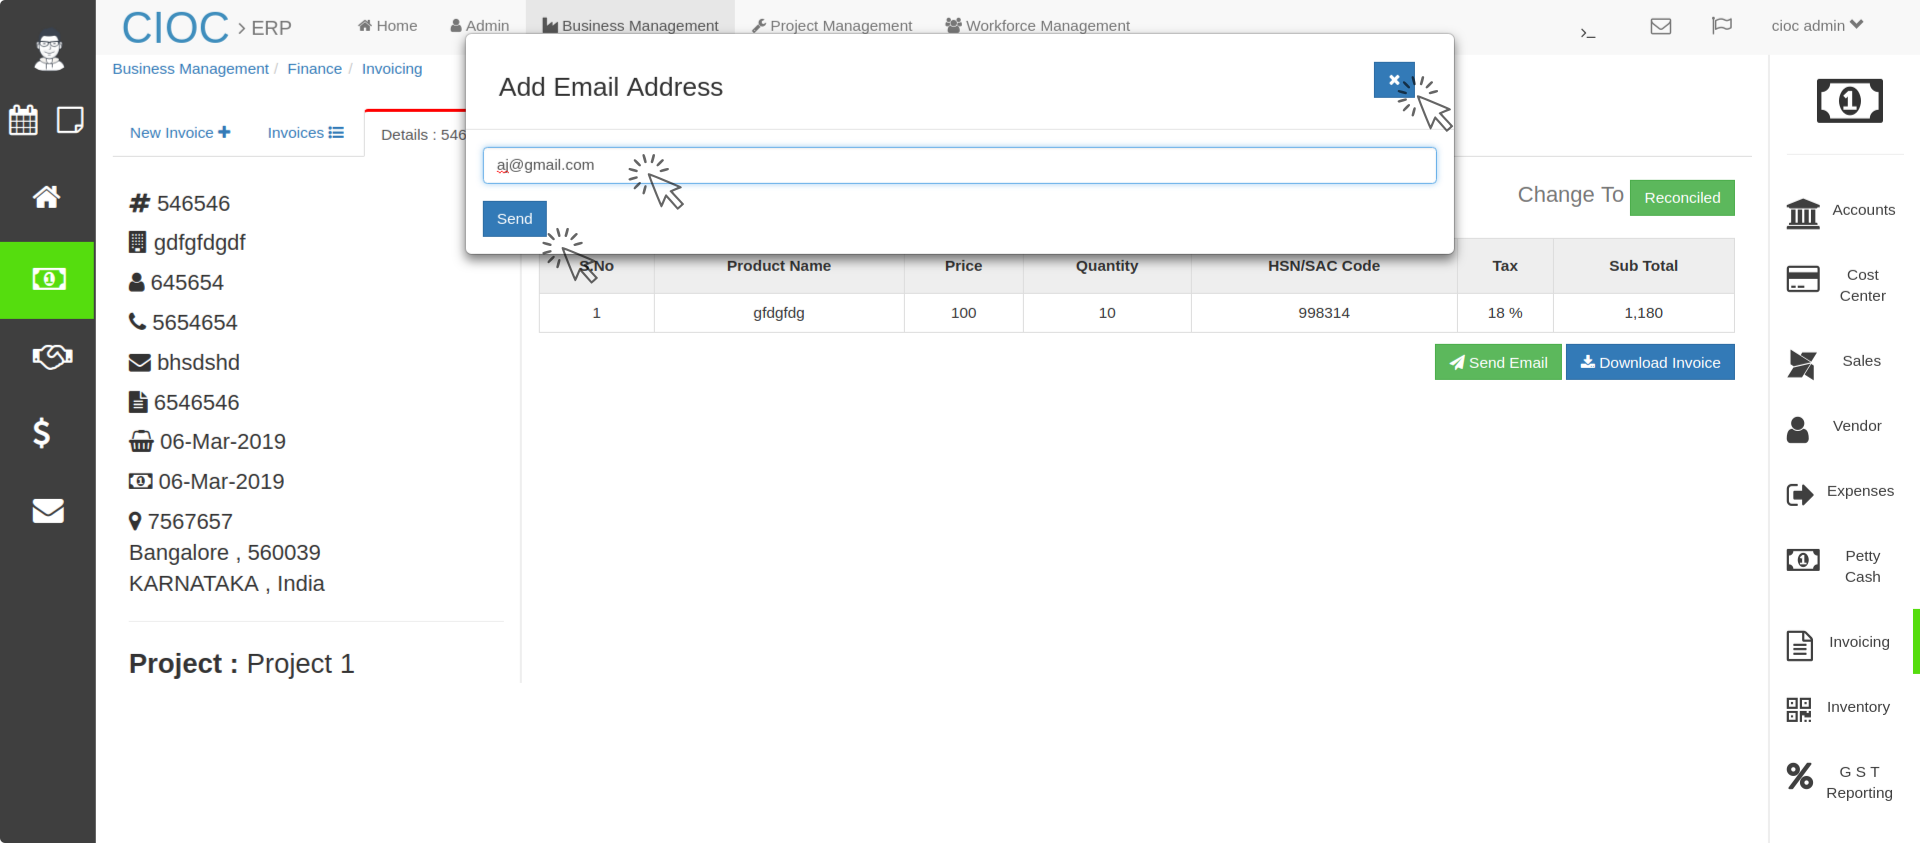 CIOC > ERP
Home
Admin
Business Management
Project Management
Workforce Management
>_
cioc admin
Business Management / Finance / Invoicing
New Invoice
Invoices
Details : 546
Add Email Address
aj@gmail.com
Send
Change To Reconciled
# 546546
gdfgfdgdf
645654
5654654
bhsdshd
6546546
06-Mar-2019
06-Mar-2019
7567657
Bangalore , 560039
KARNATAKA , India
Project : Project 1
S.No Product Name Price Quantity HSN/SAC Code Tax Sub Total
1 gfdgfdg 100 10 998314 18 % 1,180
Send Email
Download Invoice
Accounts
Cost
Center
Sales
Vendor
Expenses
Petty
Cash
Invoicing
Inventory
G S T
Reporting